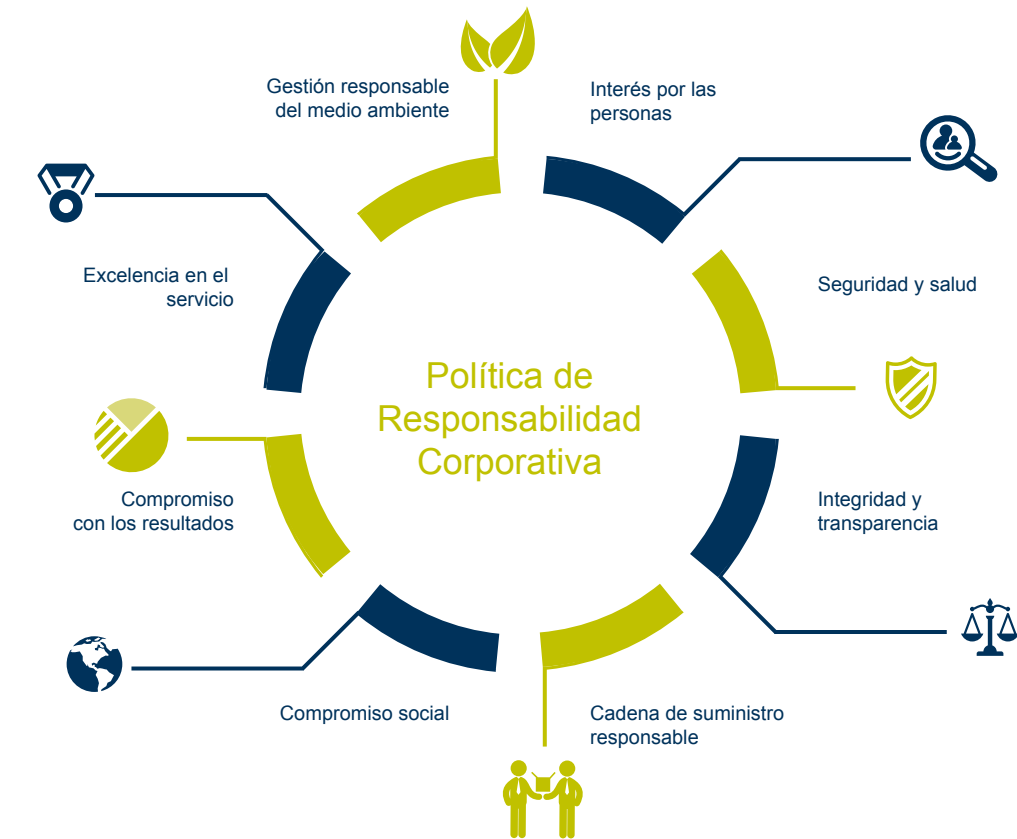 Gestión responsable
del medio ambiente
Interés por las
personas
Excelencia en el
servicio
Seguridad y salud
Política de
Responsabilidad
Corporativa
Compromiso
con los resultados
Integridad y
transparencia
Compromiso social
Cadena de suministro
responsable